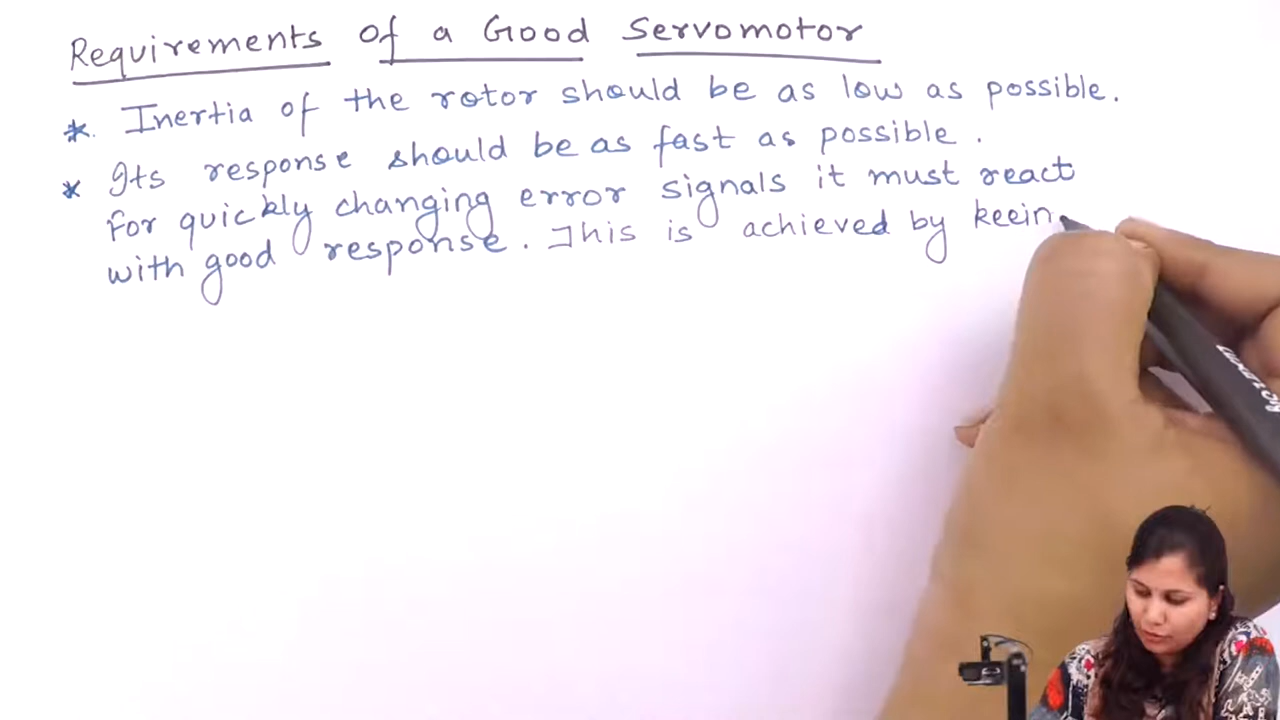 Requirements of a Good Servomotor
* Inertia of the rotor should be as low as possible.
* Its response should be as fast as possible.
For quickly changing error signals it must react
with good response. This is achieved by keein